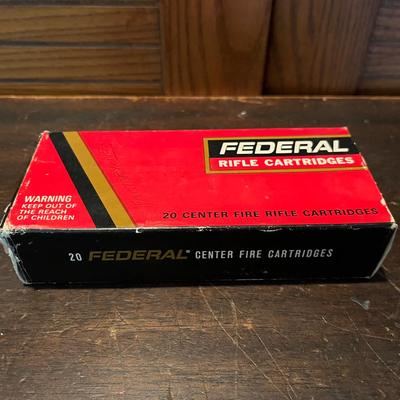 FEDERAL
RIFLE CARTRIDGES
WARNING
KEEP OUT OF
THE REACH
OF CHILDREN
20 CENTER FIRE RIFLE CARTRIDGES
20 FEDERAL® CENTER FIRE CARTRIDGES